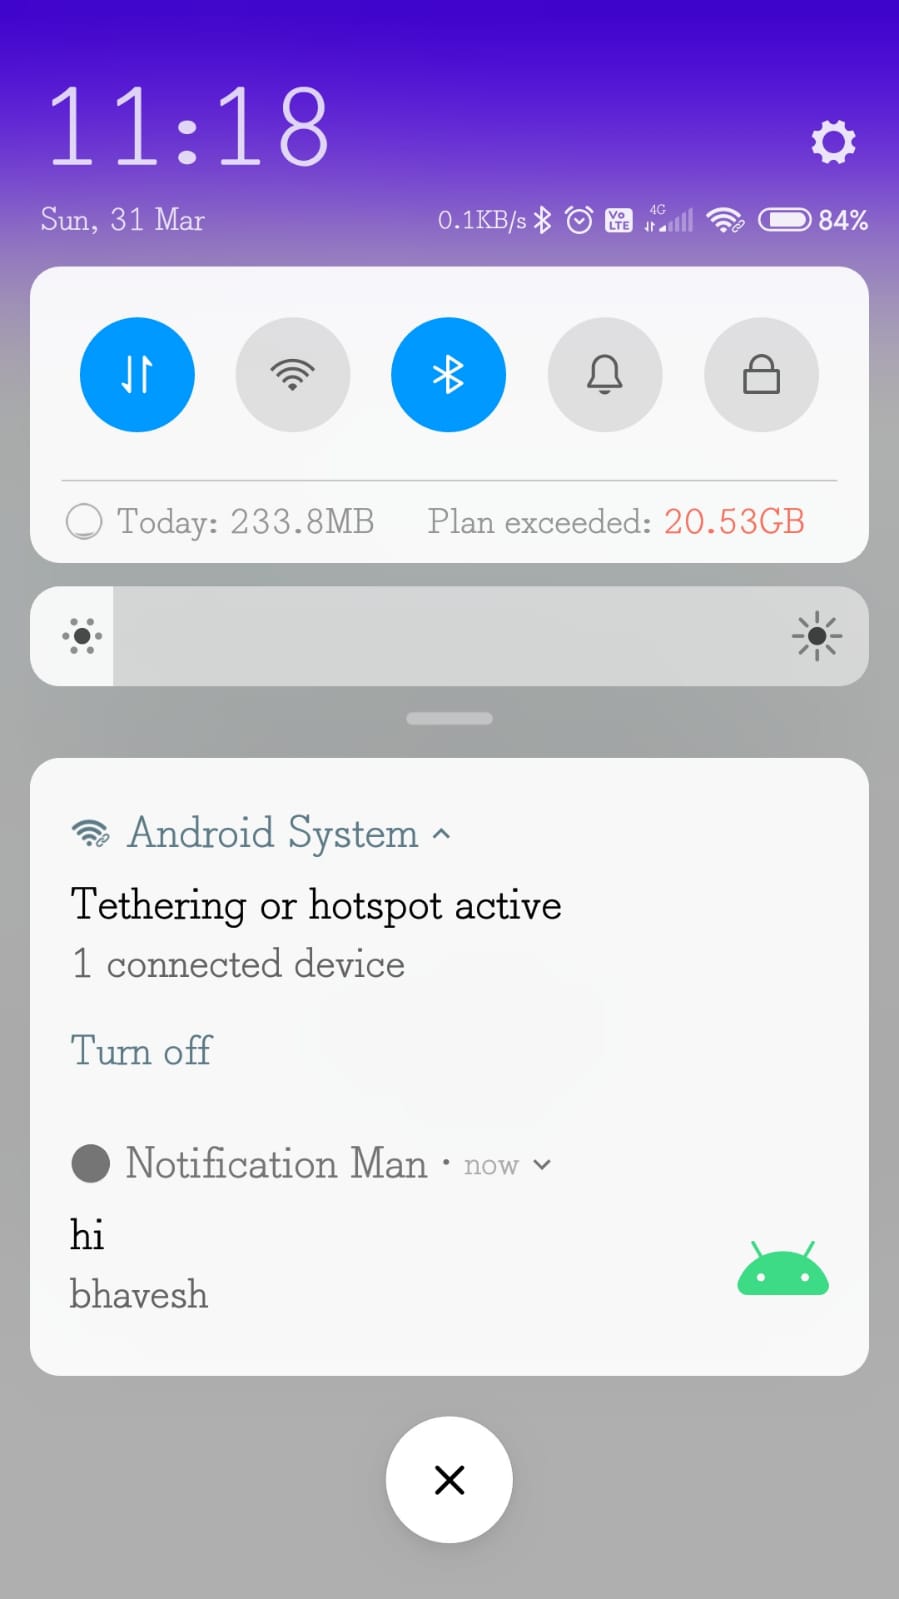 11:18
Sun, 31 Mar 0.1KB/s Vo LTE 4G 84%
Today: 233.8MB Plan exceeded: 20.53GB
Android System
Tethering or hotspot active
1 connected device
Turn off
Notification Man • now
hi
bhavesh